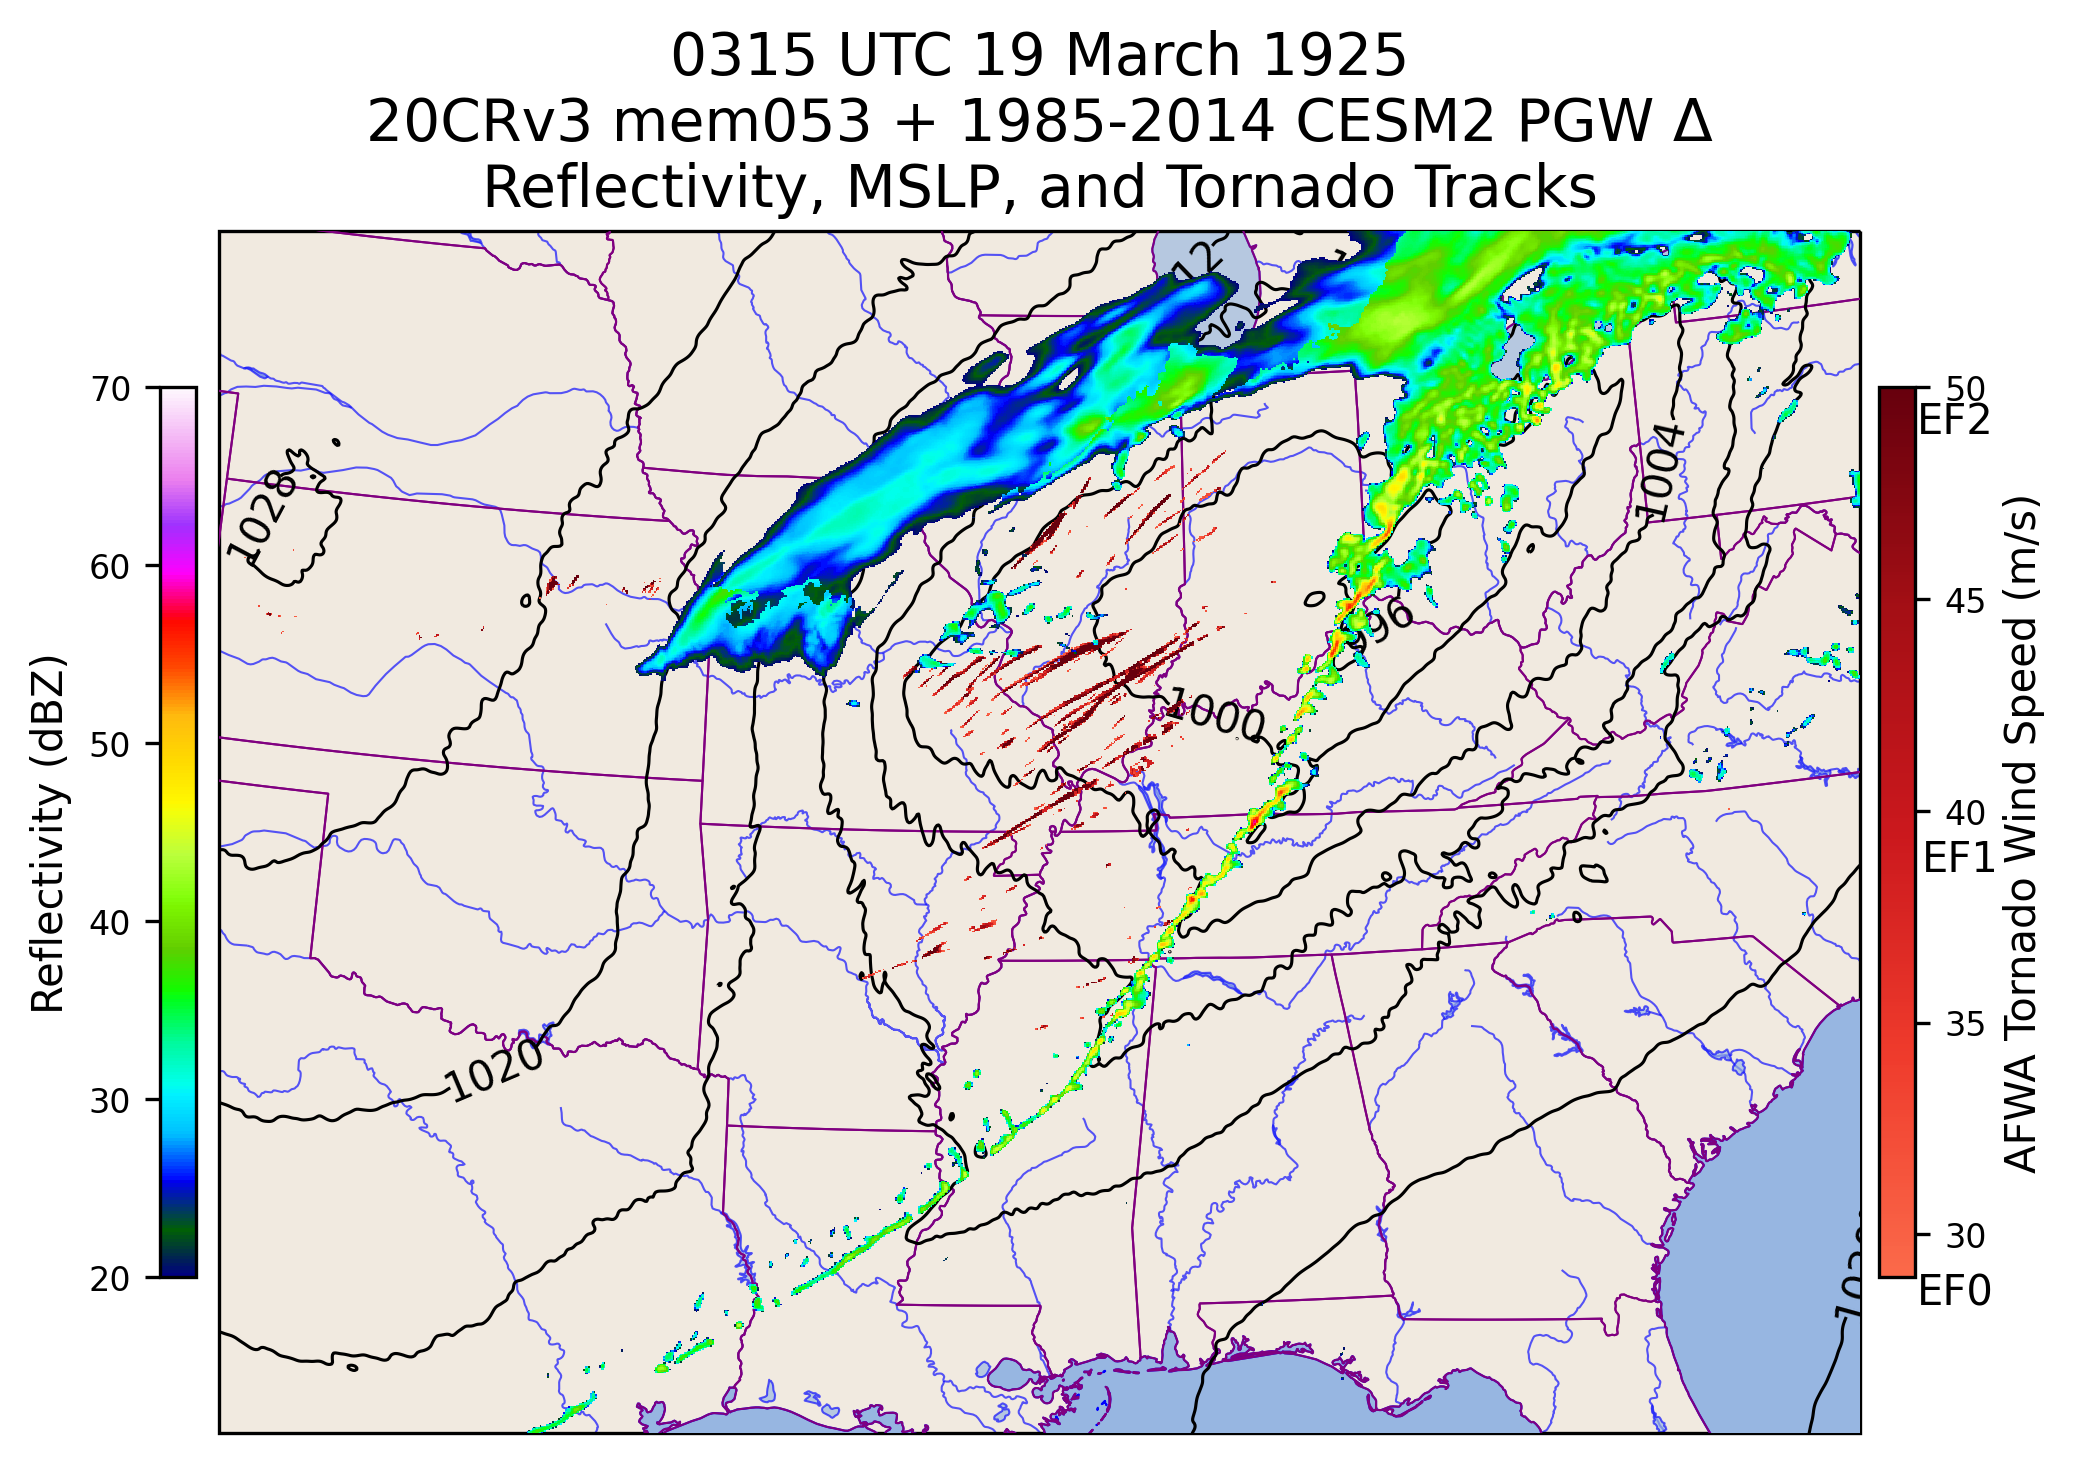 0315 UTC 19 March 1925
20CRv3 mem053 + 1985-2014 CESM2 PGW Δ
Reflectivity, MSLP, and Tornado Tracks
70
60
50
40
30
20
Reflectivity (dBZ)
12
1028
1004
996
1000
1020
50
EF2
45
40
EF1
35
30
EF0
AFWA Tornado Wind Speed (m/s)